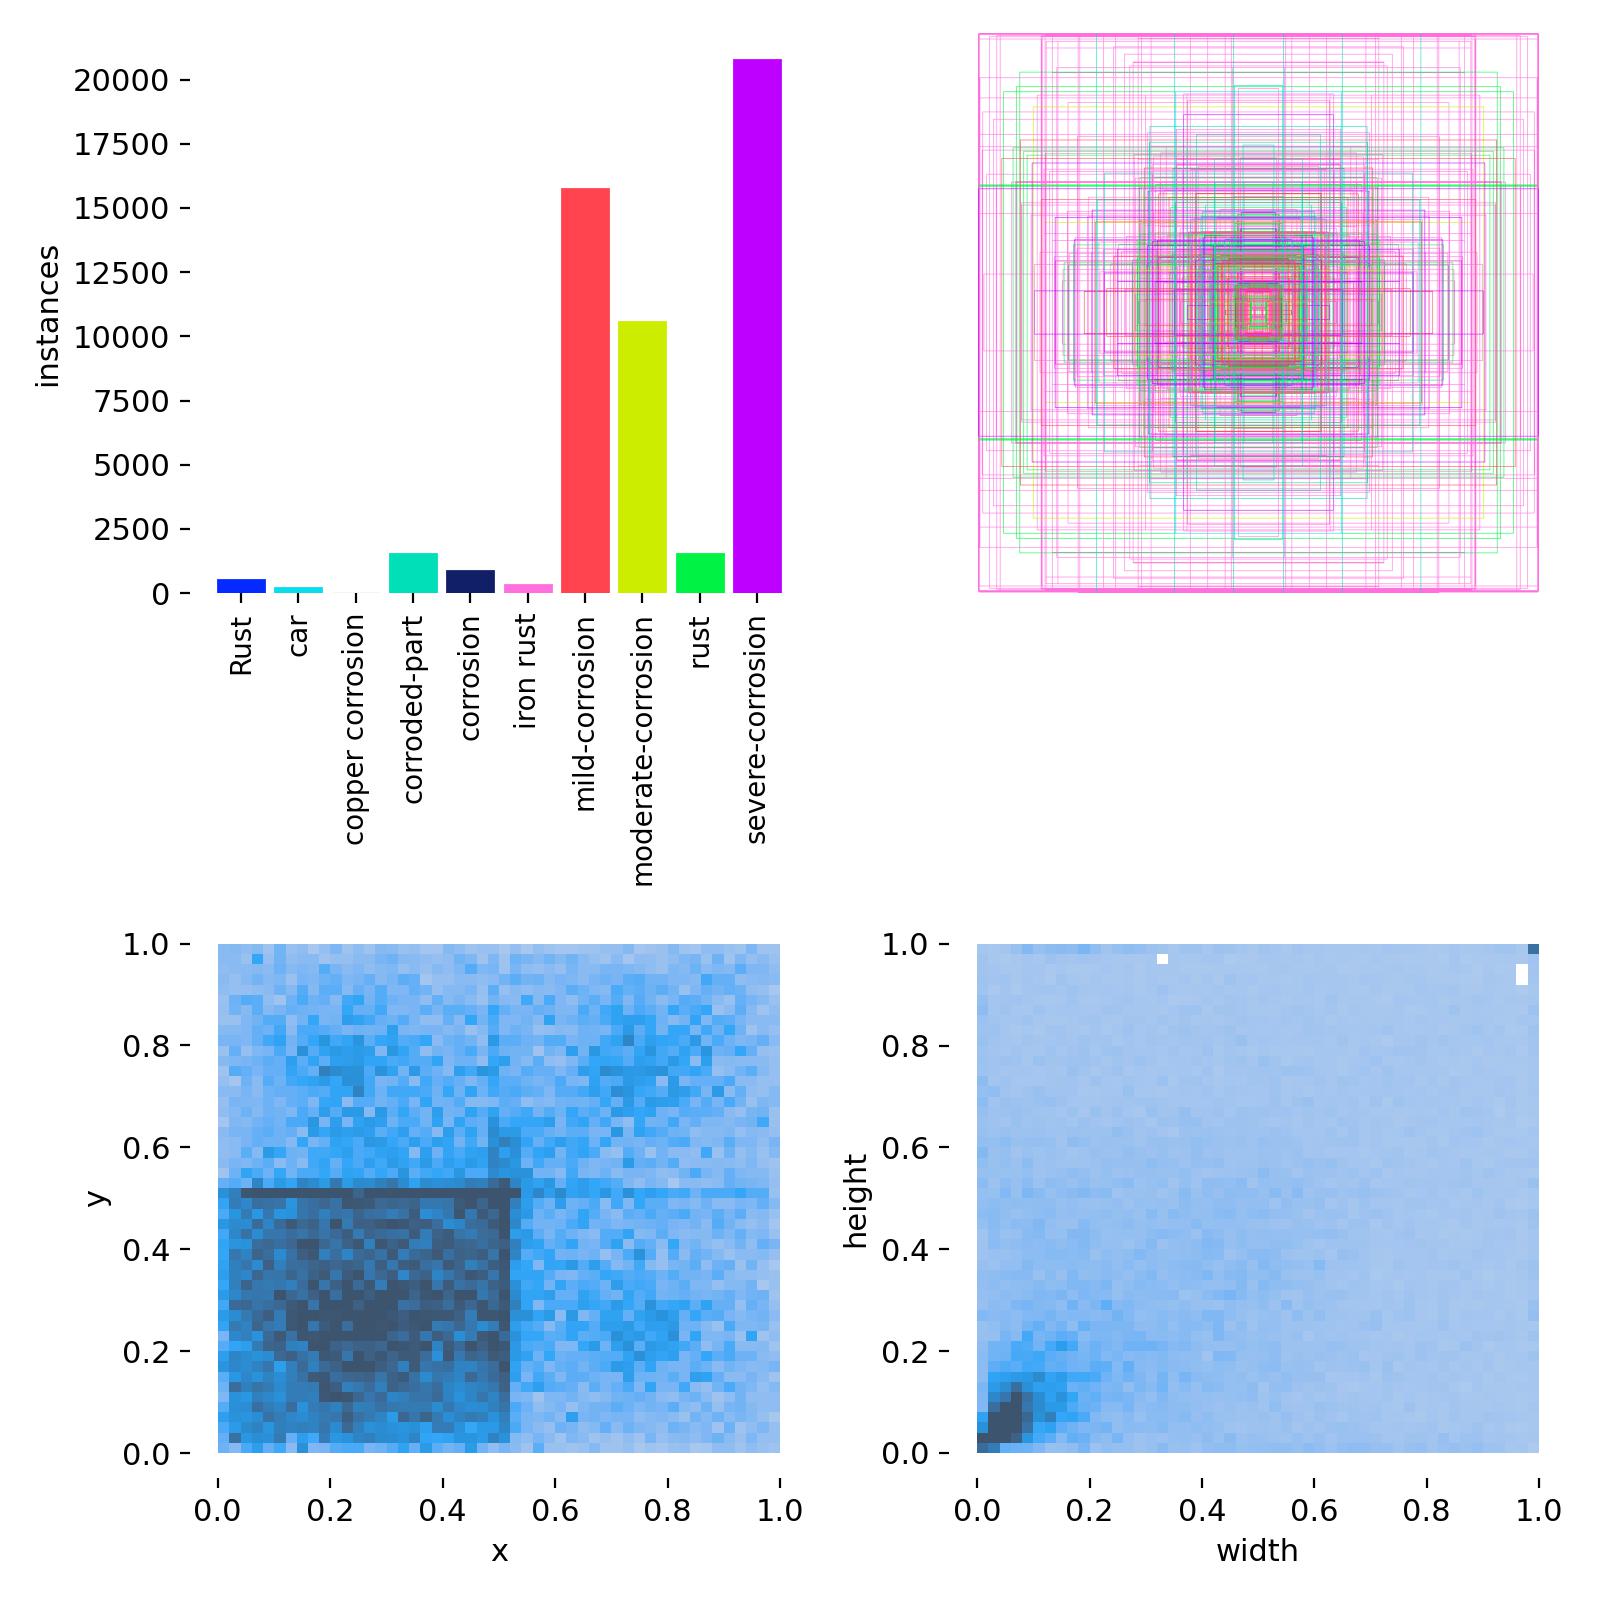 instances
20000
17500
15000
12500
10000
7500
5000
2500
0
Rust
car
copper corrosion
corroded-part
corrosion
iron rust
mild-corrosion
moderate-corrosion
rust
severe-corrosion
y
1.0
0.8
0.6
0.4
0.2
0.0
0.0 0.2 0.4 0.6 0.8 1.0
x
height
1.0
0.8
0.6
0.4
0.2
0.0
0.0 0.2 0.4 0.6 0.8 1.0
width